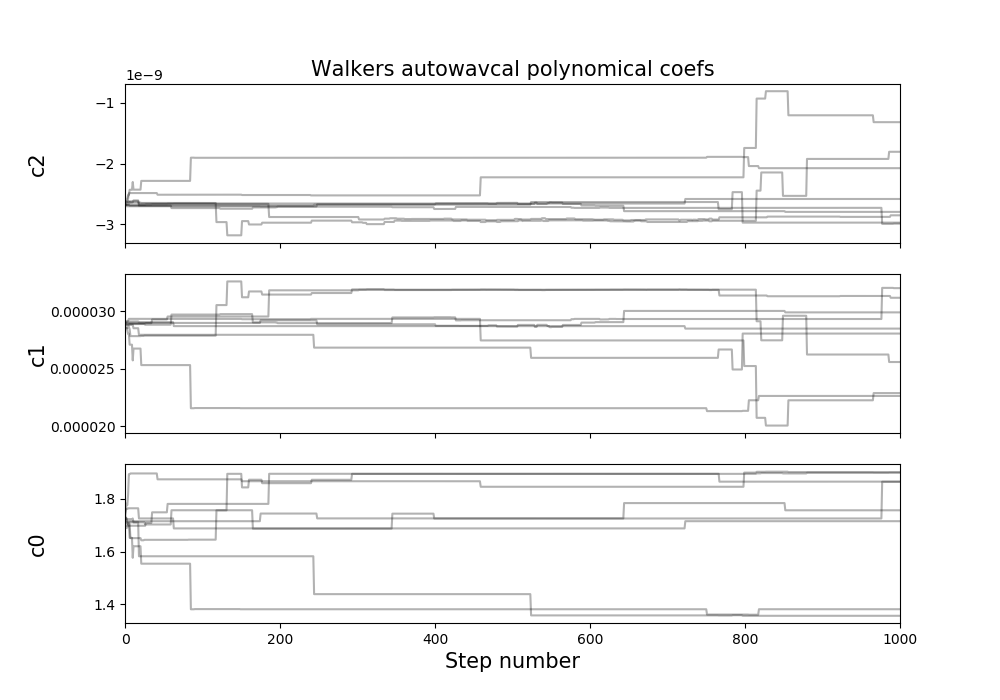 Walkers autowavcal polynomical coefs
1e−9
−1
−2
−3
c2
0.000030
0.000025
0.000020
c1
1.8
1.6
1.4
c0
0 200 400 600 800 1000
Step number